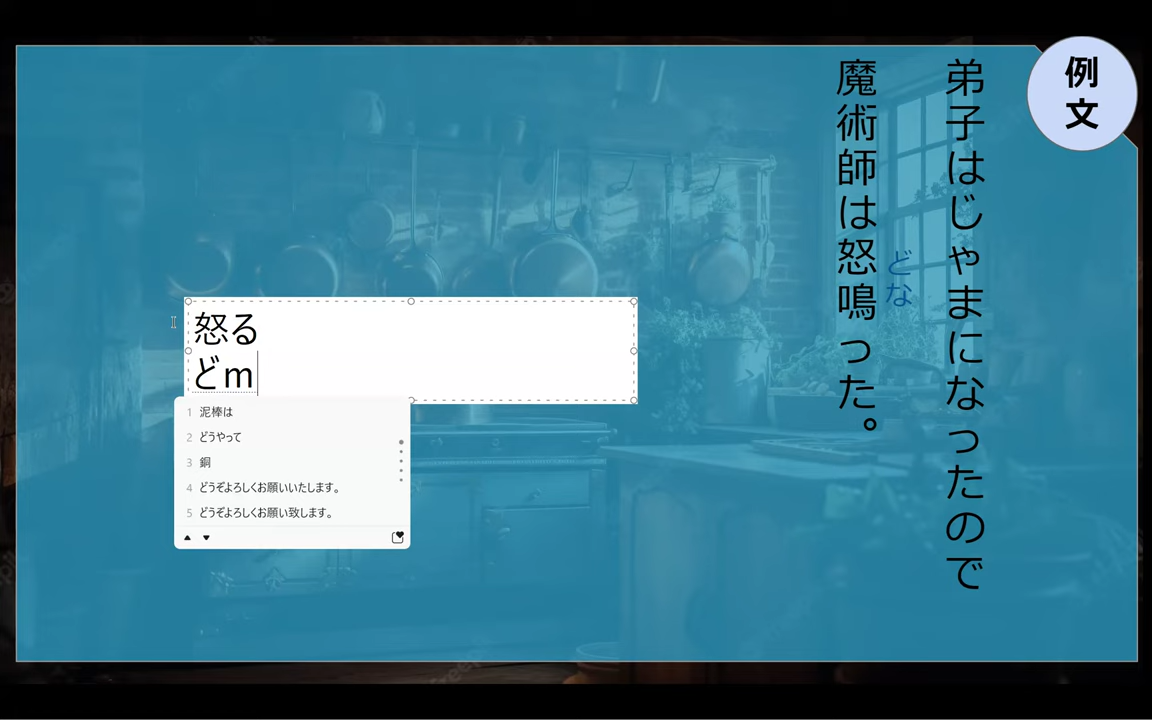 例文
弟子はじゃまになったので
魔術師は怒鳴った。
どな
怒る
どm
1 泥棒は
2 どうやって
3 銅
4 どうぞよろしくお願いいたします。
5 どうぞよろしくお願い致します。